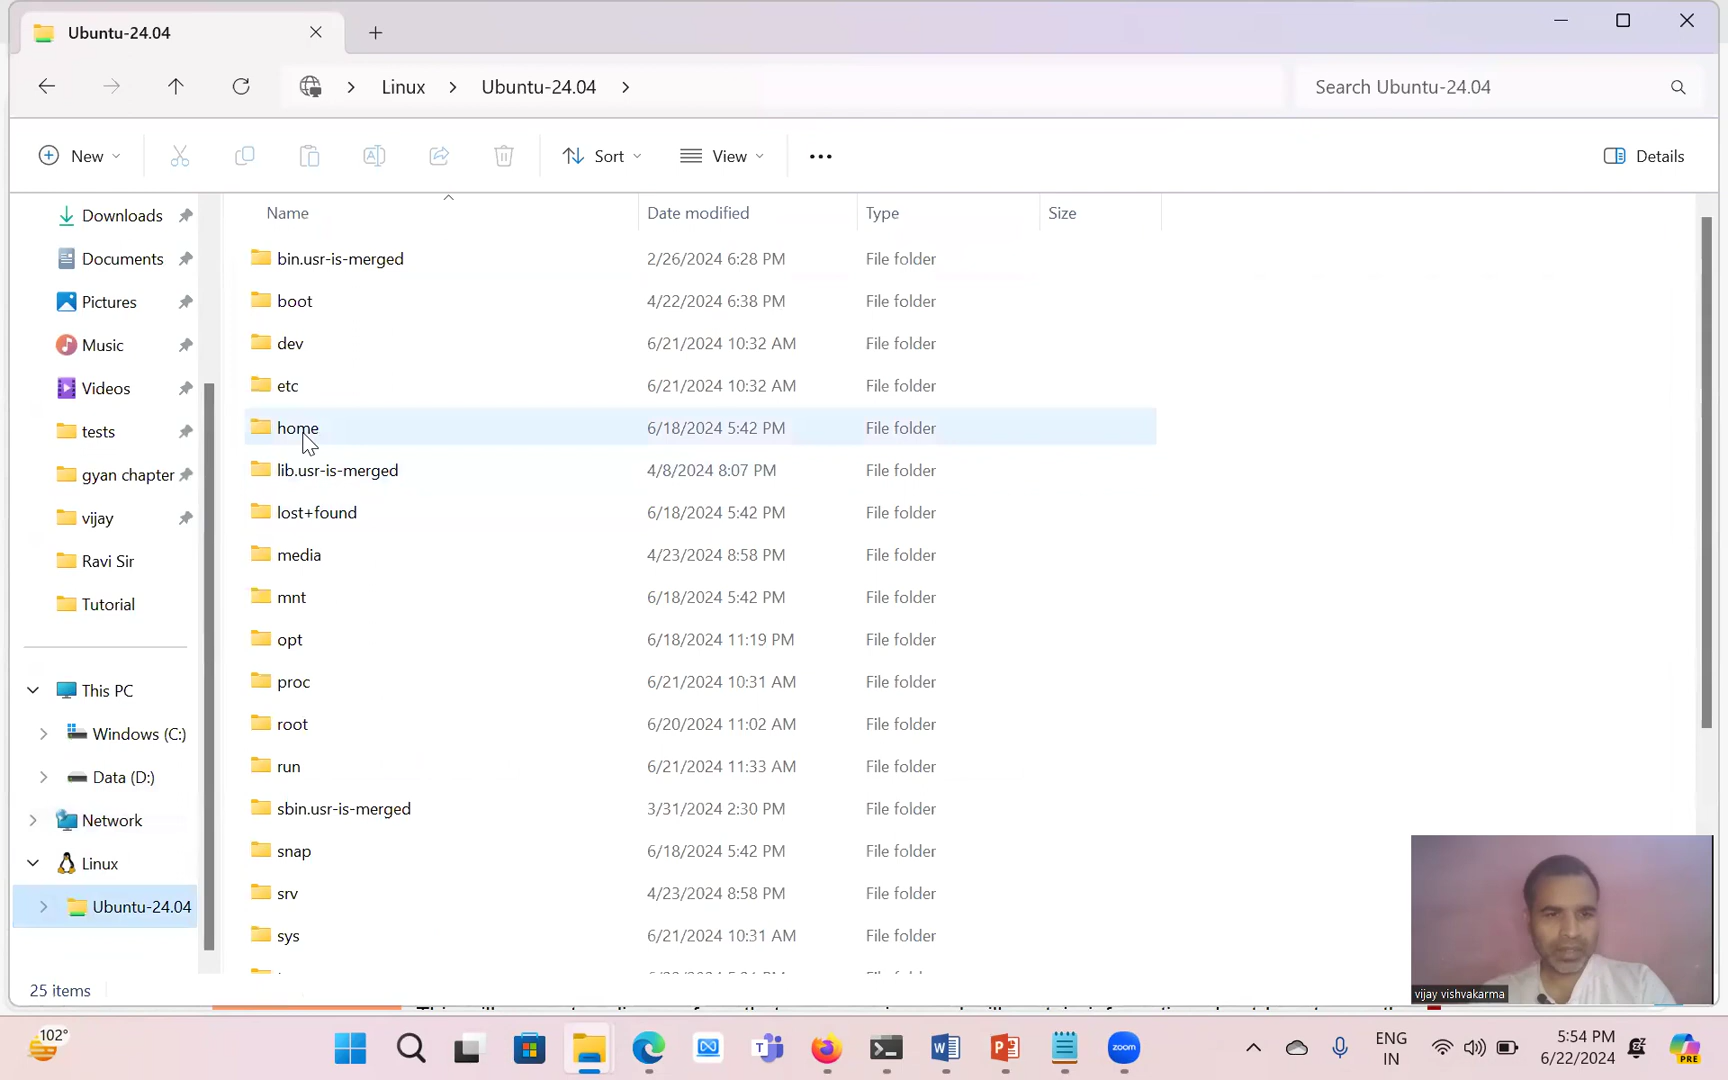 Ubuntu-24.04
Linux
Ubuntu-24.04
Search Ubuntu-24.04
New
Sort
View
Details
Downloads
Documents
Pictures
Music
Videos
tests
gyan chapter
vijay
Ravi Sir
Tutorial
This PC
Windows (C:)
Data (D:)
Network
Linux
Ubuntu-24.04
Name Date modified Type Size
bin.usr-is-merged 2/26/2024 6:28 PM File folder
boot 4/22/2024 6:38 PM File folder
dev 6/21/2024 10:32 AM File folder
etc 6/21/2024 10:32 AM File folder
home 6/18/2024 5:42 PM File folder
lib.usr-is-merged 4/8/2024 8:07 PM File folder
lost+found 6/18/2024 5:42 PM File folder
media 4/23/2024 8:58 PM File folder
mnt 6/18/2024 5:42 PM File folder
opt 6/18/2024 11:19 PM File folder
proc 6/21/2024 10:31 AM File folder
root 6/20/2024 11:02 AM File folder
run 6/21/2024 11:33 AM File folder
sbin.usr-is-merged 3/31/2024 2:30 PM File folder
snap 6/18/2024 5:42 PM File folder
srv 4/23/2024 8:58 PM File folder
sys 6/21/2024 10:31 AM File folder
25 items
vijay vishvakarma
102°
zoom
ENG
IN
5:54 PM
6/22/2024
PRE